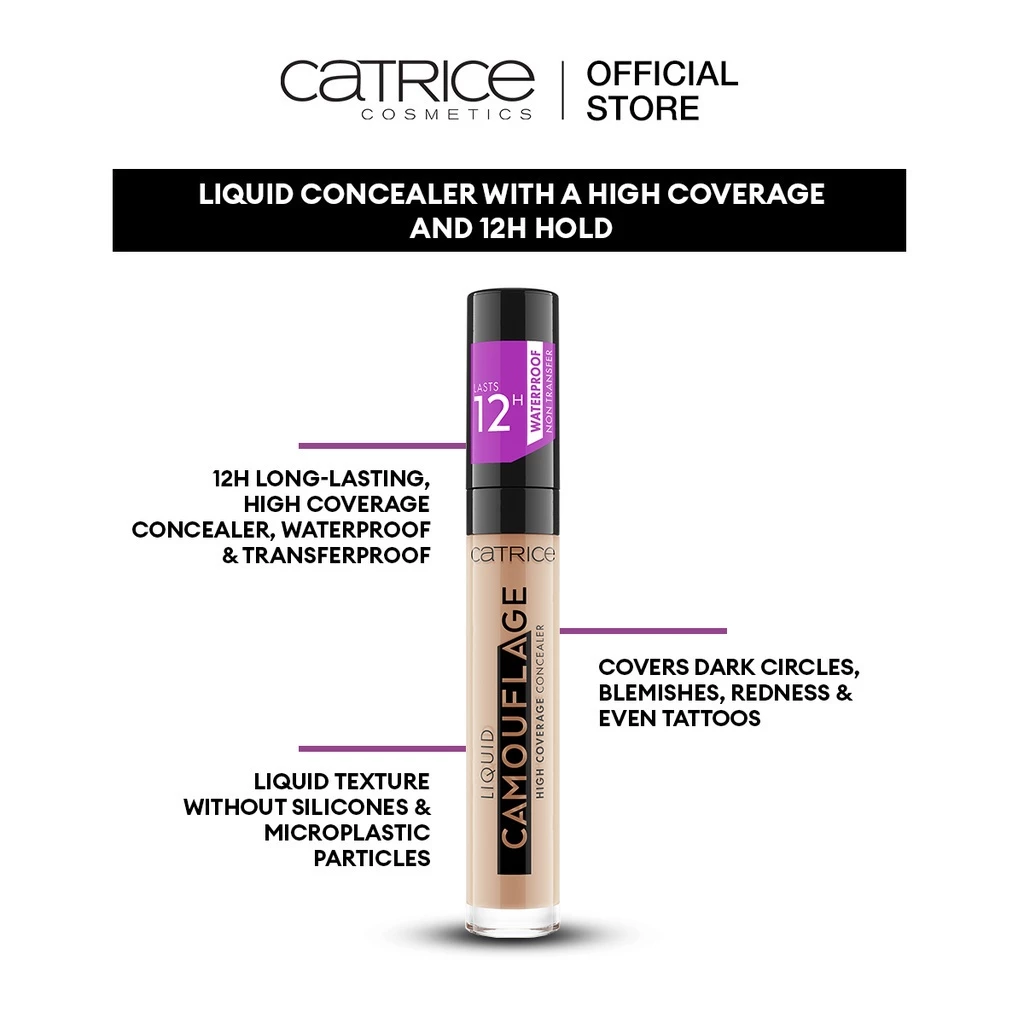 CATRICE
COSMETICS
OFFICIAL
STORE
LIQUID CONCEALER WITH A HIGH COVERAGE
AND 12H HOLD
LASTS
12H
WATERPROOF
NON TRANSFER
12H LONG-LASTING,
HIGH COVERAGE
CONCEALER, WATERPROOF
& TRANSFERPROOF
CATRICE
LIQUID
CAMOUFLAGE
HIGH COVERAGE CONCEALER
COVERS DARK CIRCLES,
BLEMISHES, REDNESS &
EVEN TATTOOS
LIQUID TEXTURE
WITHOUT SILICONES &
MICROPLASTIC
PARTICLES